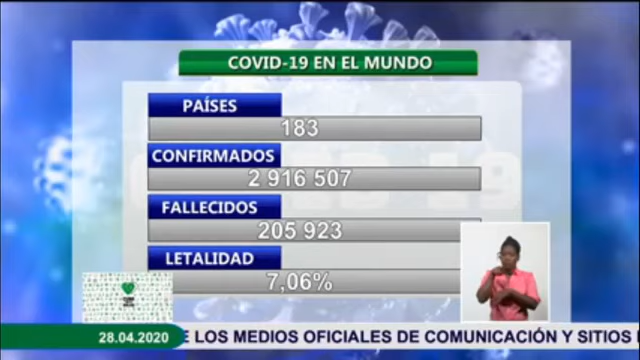 COVID-19 EN EL MUNDO
PAÍSES
183
CONFIRMADOS
2 916 507
FALLECIDOS
205 923
LETALIDAD
7,06%
28.04.2020
E LOS MEDIOS OFICIALES DE COMUNICACIÓN Y SITIOS